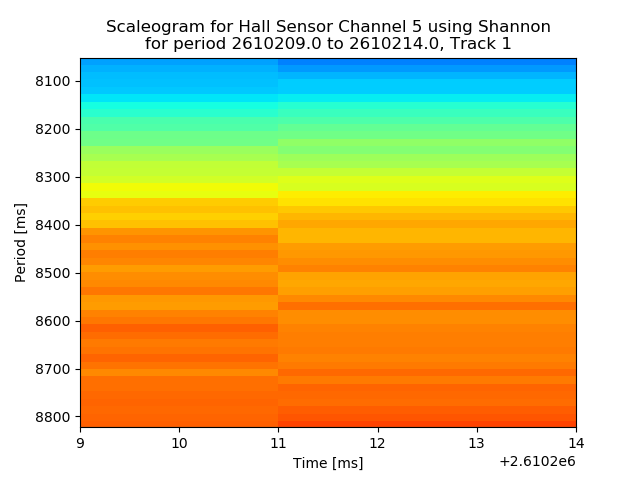 Scaleogram for Hall Sensor Channel 5 using Shannon
for period 2610209.0 to 2610214.0, Track 1
Period [ms]
8100
8200
8300
8400
8500
8600
8700
8800
9 10 11 12 13 14
Time [ms]
+2.6102e6